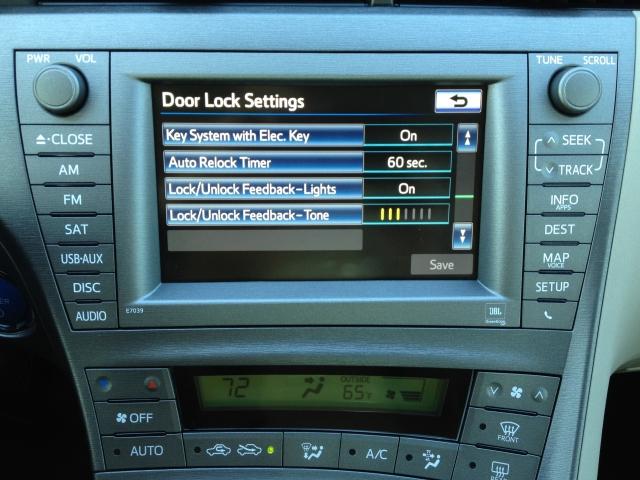 PWR VOL
TUNE SCROLL
Door Lock Settings
Key System with Elec. Key On
Auto Relock Timer 60 sec.
Lock/Unlock Feedback-Lights On
Lock/Unlock Feedback-Tone
Save
CLOSE
AM
FM
SAT
USB•AUX
DISC
AUDIO
SEEK
TRACK
INFO
APPS
DEST
MAP
VOICE
SETUP
E7039
JBL
72
OUTSIDE
65°F
OFF
AUTO
A/C
FRONT